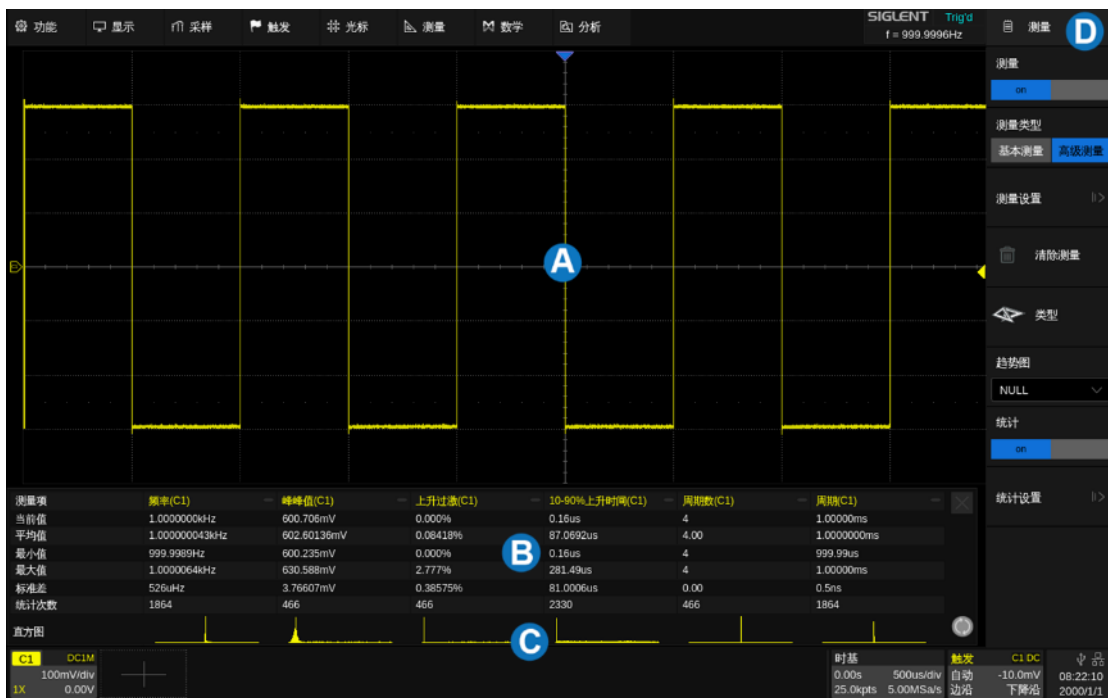 功能 显示 采样 触发 光标 测量 数学 分析
SIGLENT Trig'd
f = 999.9996Hz
测量
D
测量
on
测量类型
基本测量 高级测量
测量设置
清除测量
类型
趋势图
NULL
统计
on
统计设置
A
测量项 频率(C1) 峰峰值(C1) 上升过激(C1) 10-90%上升时间(C1) 周期数(C1) 周期(C1)
当前值 1.0000000kHz 600.706mV 0.000% 0.16us 4 1.00000ms
平均值 1.000000043kHz 602.60136mV 0.08418% 87.0692us 4.00 1.0000000ms
最小值 999.9989Hz 600.235mV 0.000% 0.16us 4 999.99us
最大值 1.0000064kHz 630.588mV 2.777% 281.49us 4 1.00000ms
标准差 526uHz 3.76607mV 0.38575% 81.0006us 0.00 0.5ns
统计次数 1864 466 466 2330 466 1864
B
直方图
C
C1 DC1M
100mV/div
1X 0.00V
时基
0.00s 500us/div
25.0kpts 5.00MSa/s
触发 C1 DC
自动 -10.0mV
边沿 下降沿
08:22:10
2000/1/1